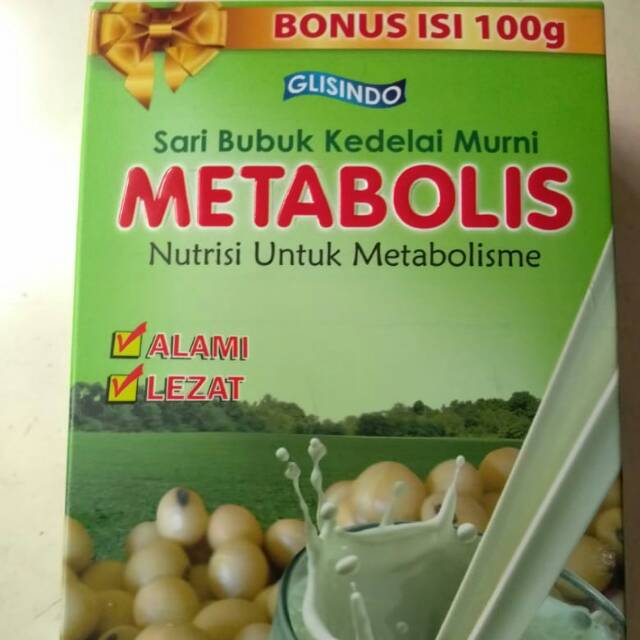 BONUS ISI 100g
GLISINDO
Sari Bubuk Kedelai Murni
METABOLIS
Nutrisi Untuk Metabolisme
ALAMI
LEZAT